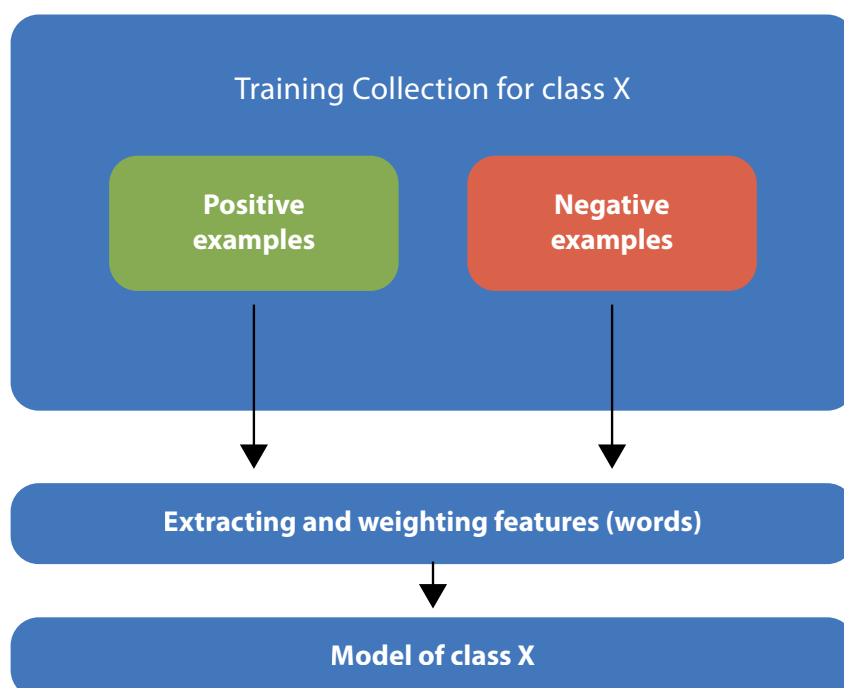 Training Collection for class X
Positive
examples
Negative
examples
Extracting and weighting features (words)
Model of class X